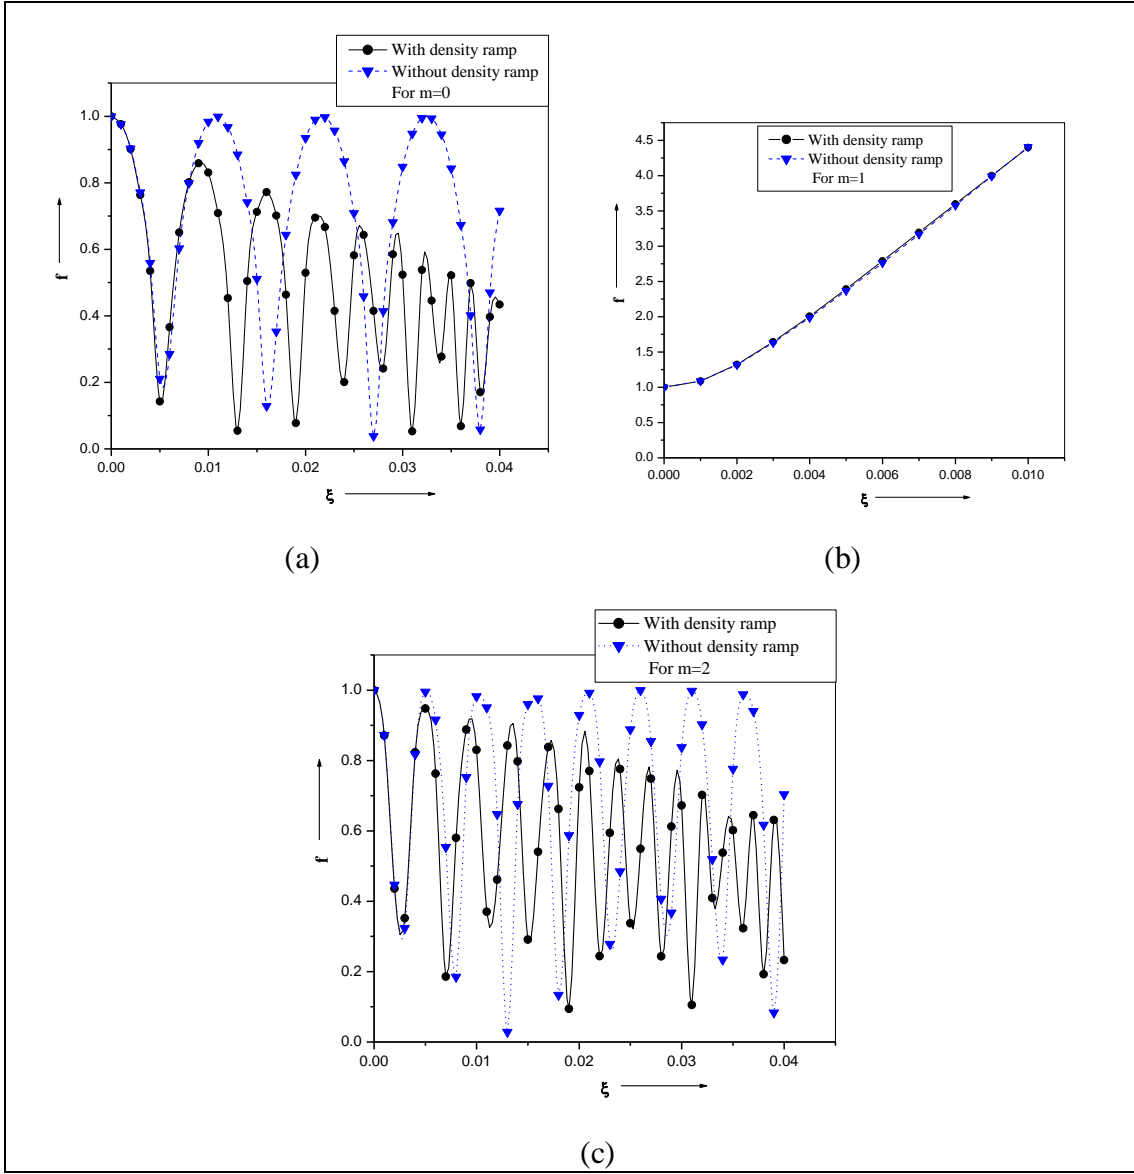 With density ramp
Without density ramp
For m=0
1.0
0.8
0.6
0.4
0.2
0.0
f
0.00 0.01 0.02 0.03 0.04
ξ
(a)
With density ramp
Without density ramp
For m=1
4.5
4.0
3.5
3.0
2.5
2.0
1.5
1.0
0.5
0.0
f
0.000 0.002 0.004 0.006 0.008 0.010
ξ
(b)
With density ramp
Without density ramp
For m=2
1.0
0.8
0.6
0.4
0.2
0.0
f
0.00 0.01 0.02 0.03 0.04
ξ
(c)